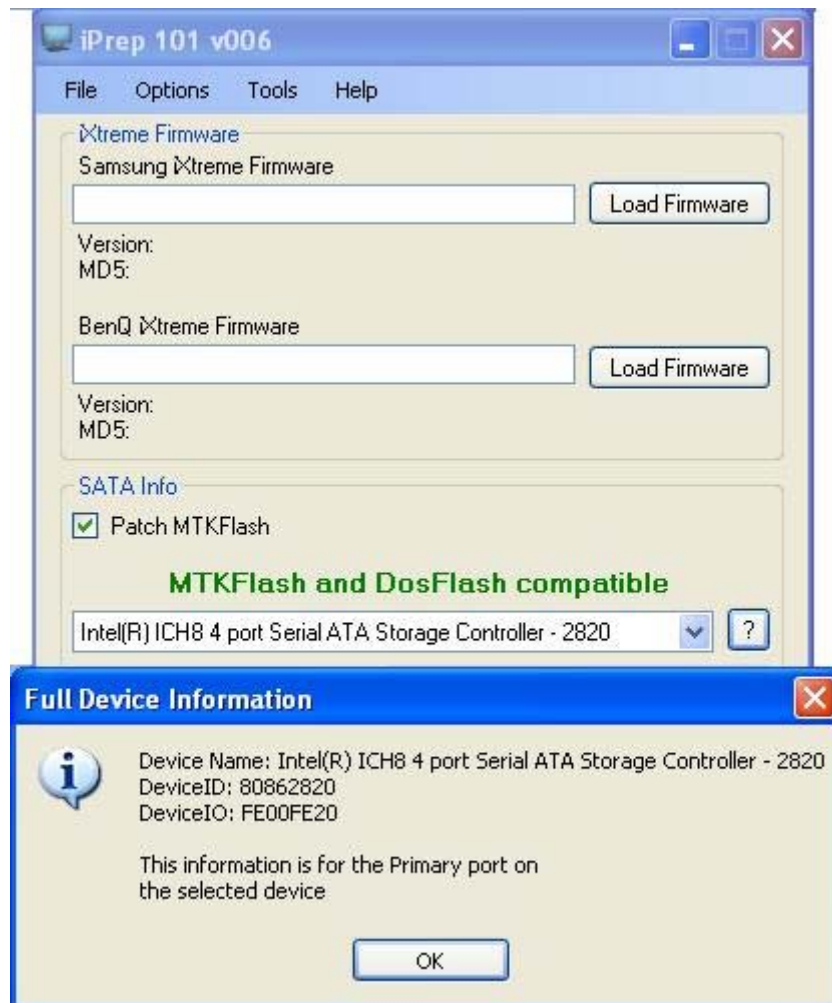 iPrep 101 v006
File Options Tools Help
iXtreme Firmware
Samsung iXtreme Firmware
Load Firmware
Version:
MD5:
BenQ iXtreme Firmware
Load Firmware
Version:
MD5:
SATA Info
Patch MTKFlash
MTKFlash and DosFlash compatible
Intel(R) ICH8 4 port Serial ATA Storage Controller - 2820 ?
Full Device Information
Device Name: Intel(R) ICH8 4 port Serial ATA Storage Controller - 2820
DeviceID: 80862820
DeviceIO: FE00FE20
This information is for the Primary port on
the selected device
OK